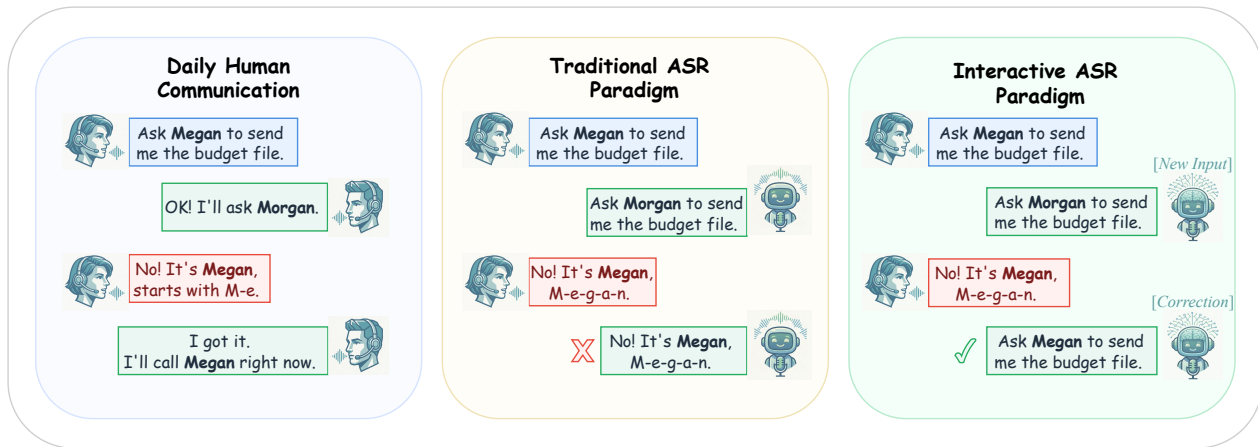 Daily Human
Communication
Ask Megan to send
me the budget file.
OK! I'll ask Morgan.
No! It's Megan,
starts with M-e.
I got it.
I'll call Megan right now.
Traditional ASR
Paradigm
Ask Megan to send
me the budget file.
Ask Morgan to send
me the budget file.
No! It's Megan,
M-e-g-a-n.
No! It's Megan,
M-e-g-a-n.
Interactive ASR
Paradigm
Ask Megan to send
me the budget file.
[New Input]
Ask Morgan to send
me the budget file.
No! It's Megan,
M-e-g-a-n.
[Correction]
Ask Megan to send
me the budget file.